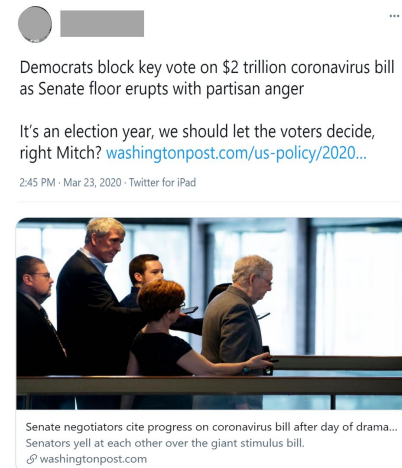 Democrats block key vote on $2 trillion coronavirus bill
as Senate floor erupts with partisan anger
It's an election year, we should let the voters decide,
right Mitch? washingtonpost.com/us-policy/2020...
2:45 PM · Mar 23, 2020 · Twitter for iPad
Senate negotiators cite progress on coronavirus bill after day of drama...
Senators yell at each other over the giant stimulus bill.
washingtonpost.com